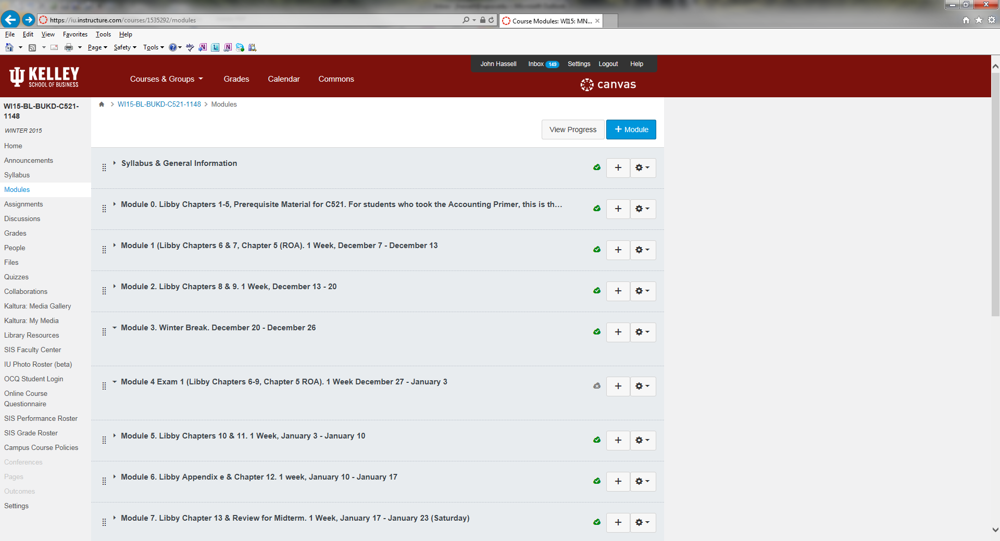 https://iu.instructure.com/courses/1535292/modules
Course Modules: WI15: MN...
File Edit View Favorites Tools Help
Page Safety Tools
abc
John Hassell Inbox 149 Settings Logout Help
KELLEY
SCHOOL OF BUSINESS
Courses & Groups Grades Calendar Commons
canvas
WI15-BL-BUKD-C521-
1148
WINTER 2015
Home
Announcements
Syllabus
Modules
Assignments
Discussions
Grades
People
Files
Quizzes
Collaborations
Kaltura: Media Gallery
Kaltura: My Media
Library Resources
SIS Faculty Center
IU Photo Roster (beta)
OCQ Student Login
Online Course
Questionnaire
SIS Performance Roster
SIS Grade Roster
Campus Course Policies
Conferences
Pages
Outcomes
Settings
WI15-BL-BUKD-C521-1148 > Modules
View Progress + Module
Syllabus & General Information
Module 0. Libby Chapters 1-5, Prerequisite Material for C521. For students who took the Accounting Primer, this is th...
Module 1 (Libby Chapters 6 & 7, Chapter 5 (ROA). 1 Week, December 7 - December 13
Module 2. Libby Chapters 8 & 9. 1 Week, December 13 - 20
Module 3. Winter Break. December 20 - December 26
Module 4 Exam 1 (Libby Chapters 6-9, Chapter 5 ROA). 1 Week December 27 - January 3
Module 5. Libby Chapters 10 & 11. 1 Week, January 3 - January 10
Module 6. Libby Appendix e & Chapter 12. 1 week, January 10 - January 17
Module 7. Libby Chapter 13 & Review for Midterm. 1 Week, January 17 - January 23 (Saturday)